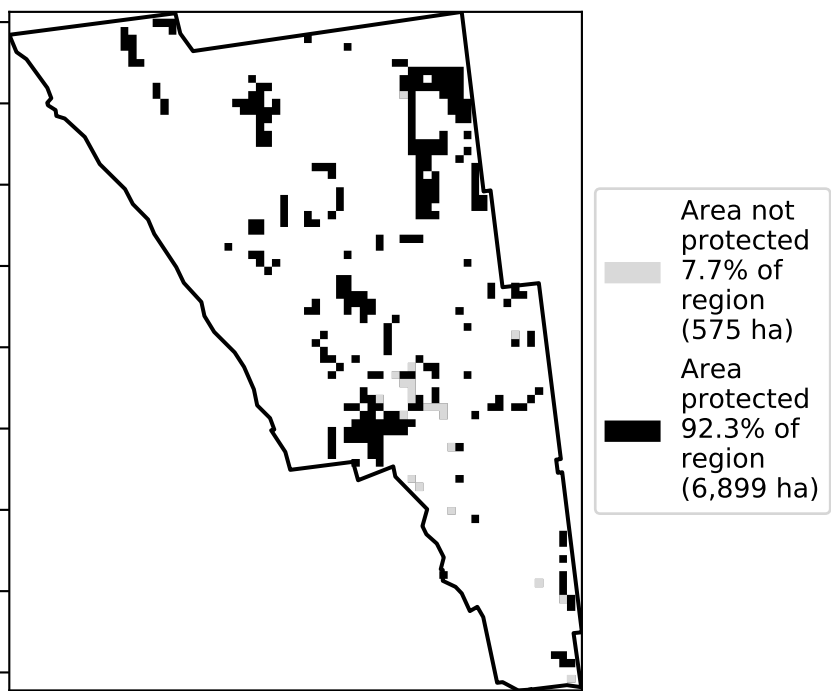 Area not
protected
7.7% of
region
(575 ha)
Area
protected
92.3% of
region
(6,899 ha)